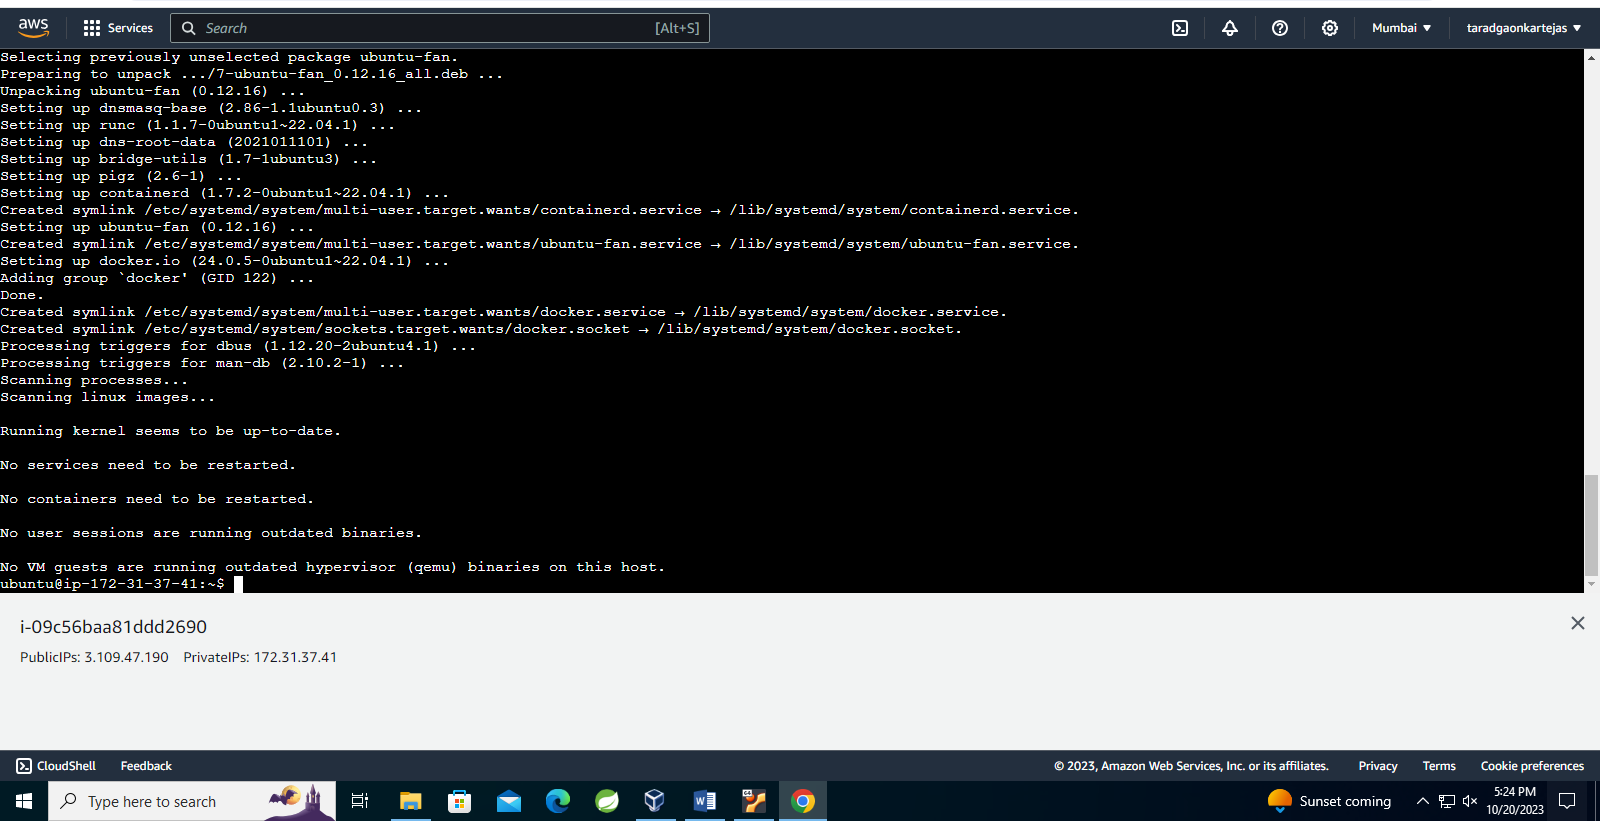 aws
Services
Search
[Alt+S]
Mumbai
taradgaonkartejas
Selecting previously unselected package ubuntu-fan.
Preparing to unpack .../7-ubuntu-fan_0.12.16_all.deb ...
Unpacking ubuntu-fan (0.12.16) ...
Setting up dnsmasq-base (2.86-1.1ubuntu0.3) ...
Setting up runc (1.1.7-0ubuntu1~22.04.1) ...
Setting up dns-root-data (2021011101) ...
Setting up bridge-utils (1.7-1ubuntu3) ...
Setting up pigz (2.6-1) ...
Setting up containerd (1.7.2-0ubuntu1~22.04.1) ...
Created symlink /etc/systemd/system/multi-user.target.wants/containerd.service → /lib/systemd/system/containerd.service.
Setting up ubuntu-fan (0.12.16) ...
Created symlink /etc/systemd/system/multi-user.target.wants/ubuntu-fan.service → /lib/systemd/system/ubuntu-fan.service.
Setting up docker.io (24.0.5-0ubuntu1~22.04.1) ...
Adding group `docker' (GID 122) ...
Done.
Created symlink /etc/systemd/system/multi-user.target.wants/docker.service → /lib/systemd/system/docker.service.
Created symlink /etc/systemd/system/sockets.target.wants/docker.socket → /lib/systemd/system/docker.socket.
Processing triggers for dbus (1.12.20-2ubuntu4.1) ...
Processing triggers for man-db (2.10.2-1) ...
Scanning processes...
Scanning linux images...
Running kernel seems to be up-to-date.
No services need to be restarted.
No containers need to be restarted.
No user sessions are running outdated binaries.
No VM guests are running outdated hypervisor (qemu) binaries on this host.
ubuntu@ip-172-31-37-41:~$
i-09c56baa81ddd2690
PublicIPs: 3.109.47.190 PrivateIPs: 172.31.37.41
CloudShell
Feedback
© 2023, Amazon Web Services, Inc. or its affiliates.
Privacy
Terms
Cookie preferences
Type here to search
Sunset coming
5:24 PM
10/20/2023